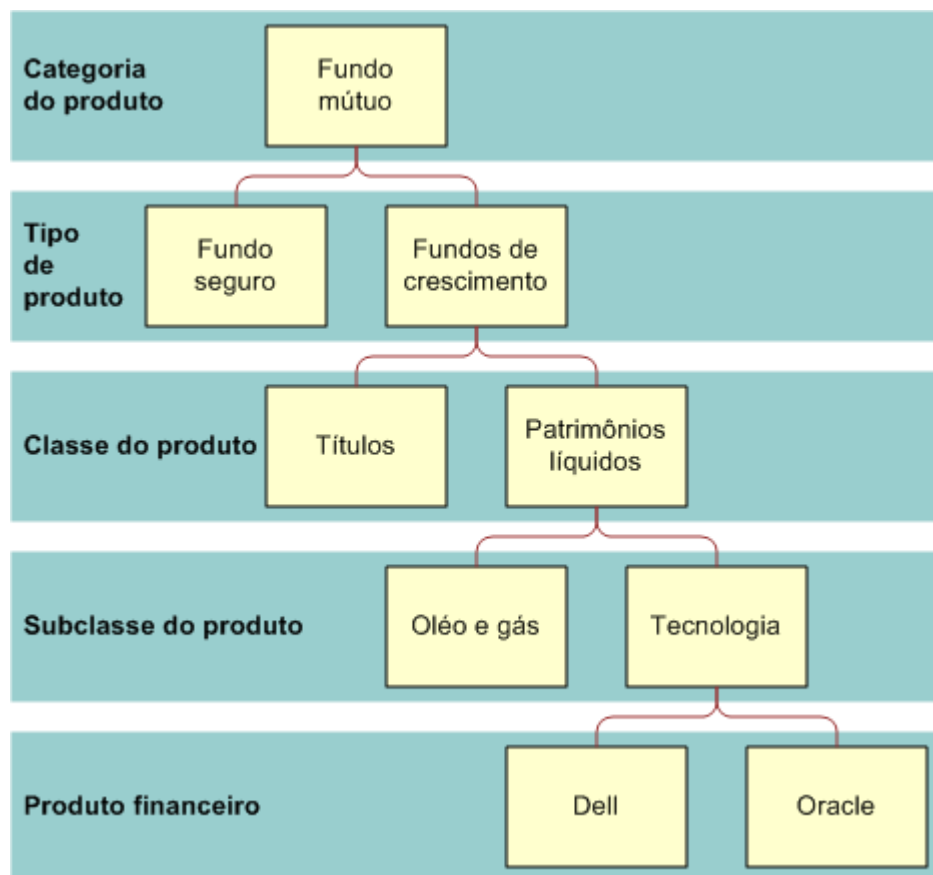 Categoria
do produto
Fundo
mútuo
Tipo
de
produto
Fundo
seguro
Fundos de
crescimento
Classe do produto
Títulos
Patrimônios
líquidos
Subclasse do produto
Oléo e gás
Tecnologia
Produto financeiro
Dell
Oracle